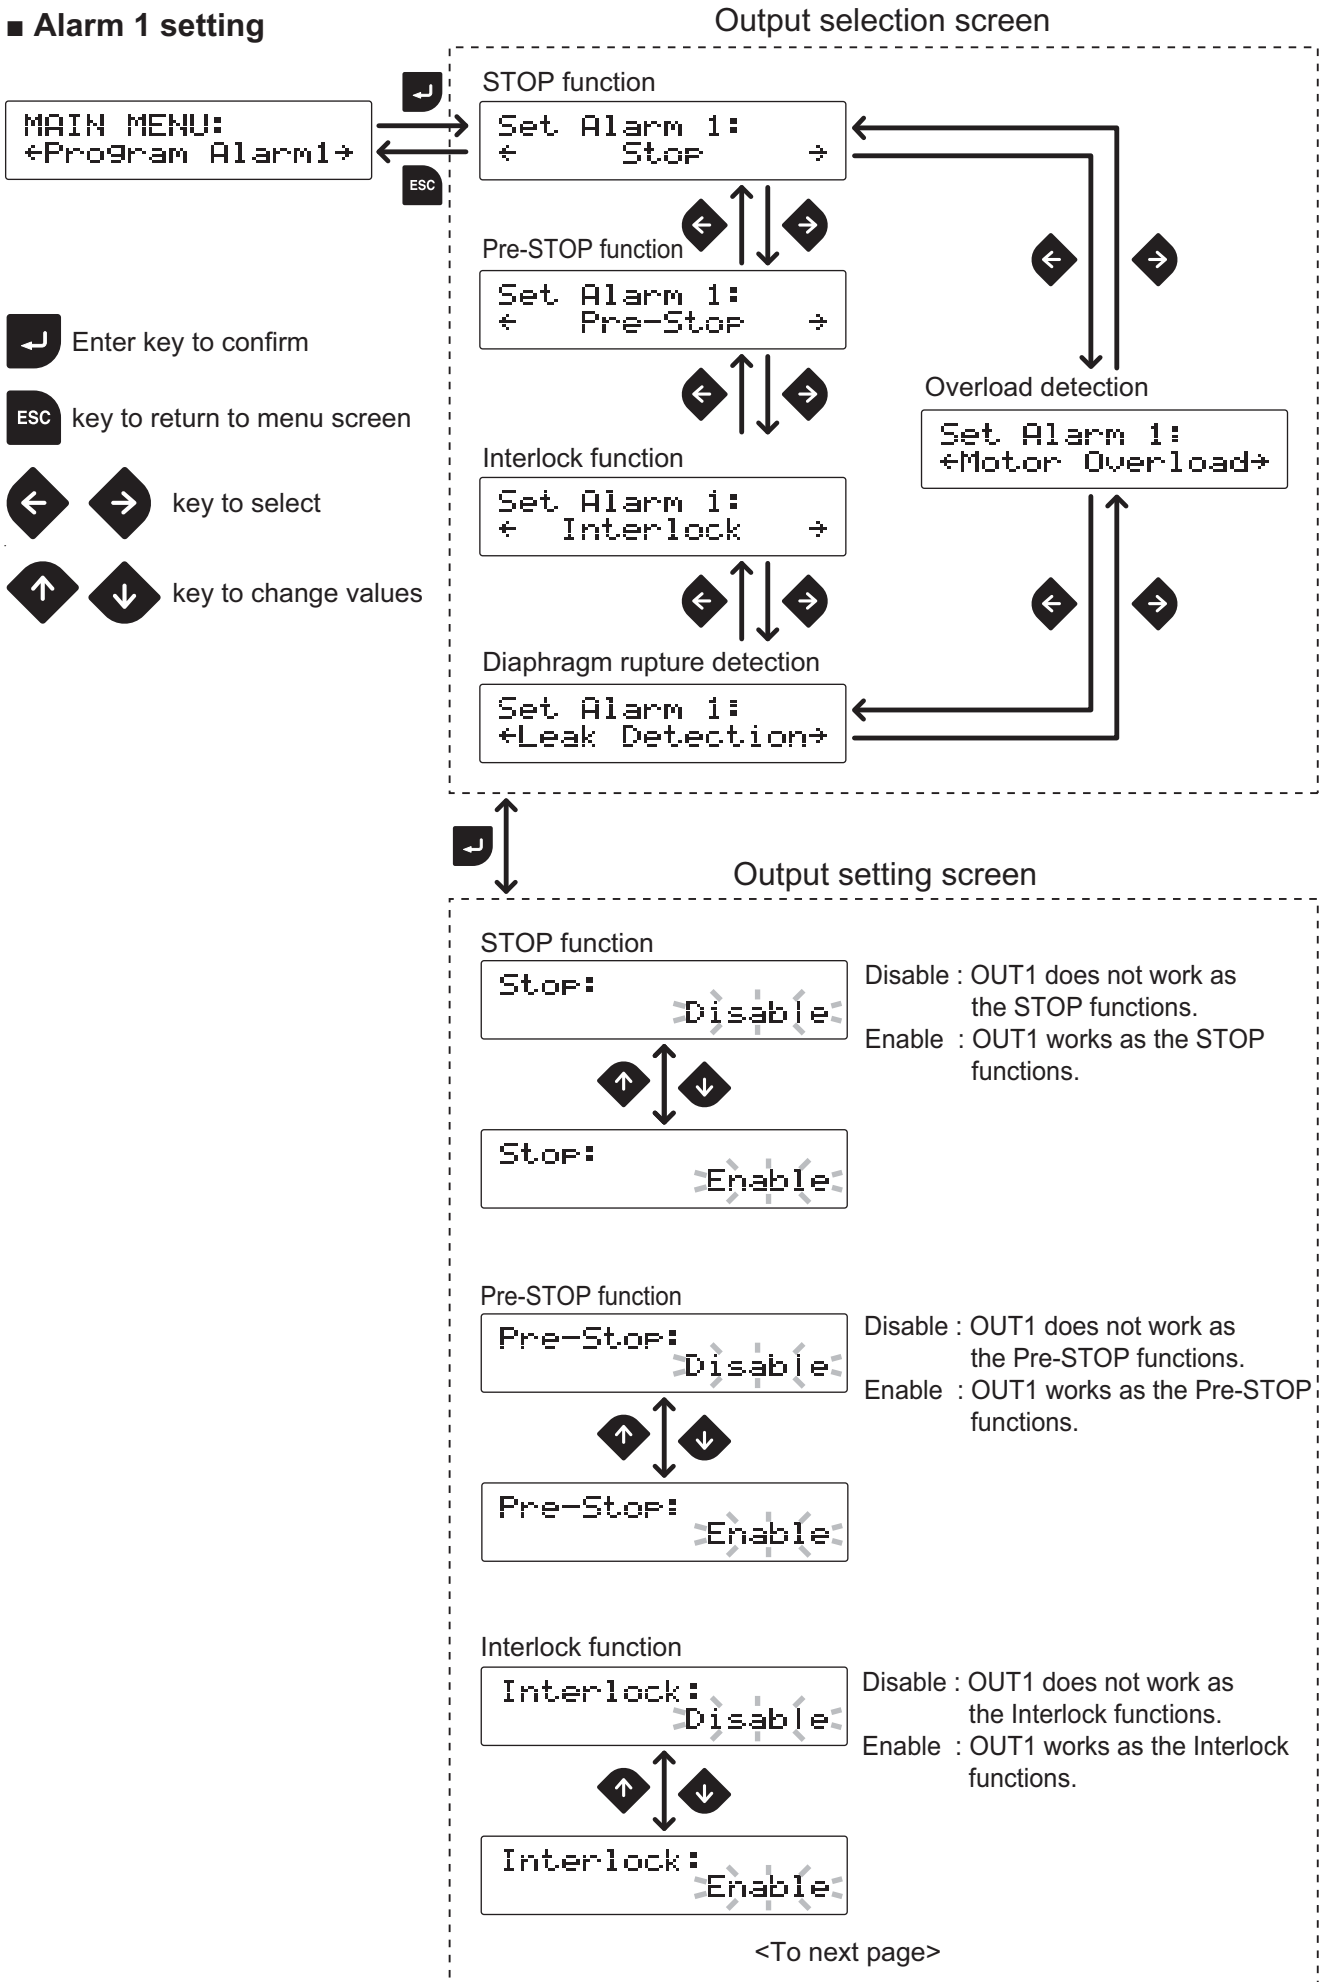 ■ Alarm 1 setting
Output selection screen
STOP function
MAIN MENU:
←Program Alarm1→
ESC
Set Alarm 1:
← Stop →
Pre-STOP function
Set Alarm 1:
← Pre-Stop →
Enter key to confirm
ESC key to return to menu screen
← → key to select
↑ ↓ key to change values
Overload detection
Set Alarm 1:
←Motor Overload→
Interlock function
Set Alarm i:
← Interlock →
Diaphragm rupture detection
Set Alarm 1:
←Leak Detection→
Output setting screen
STOP function
Stop:
Disable
Disable : OUT1 does not work as
the STOP functions.
Enable : OUT1 works as the STOP
functions.
Stop:
Enable
Pre-STOP function
Pre-Stop:
Disable
Disable : OUT1 does not work as
the Pre-STOP functions.
Enable : OUT1 works as the Pre-STOP
functions.
Pre-Stop:
Enable
Interlock function
Interlock:
Disable
Disable : OUT1 does not work as
the Interlock functions.
Enable : OUT1 works as the Interlock
functions.
Interlock:
Enable
<To next page>